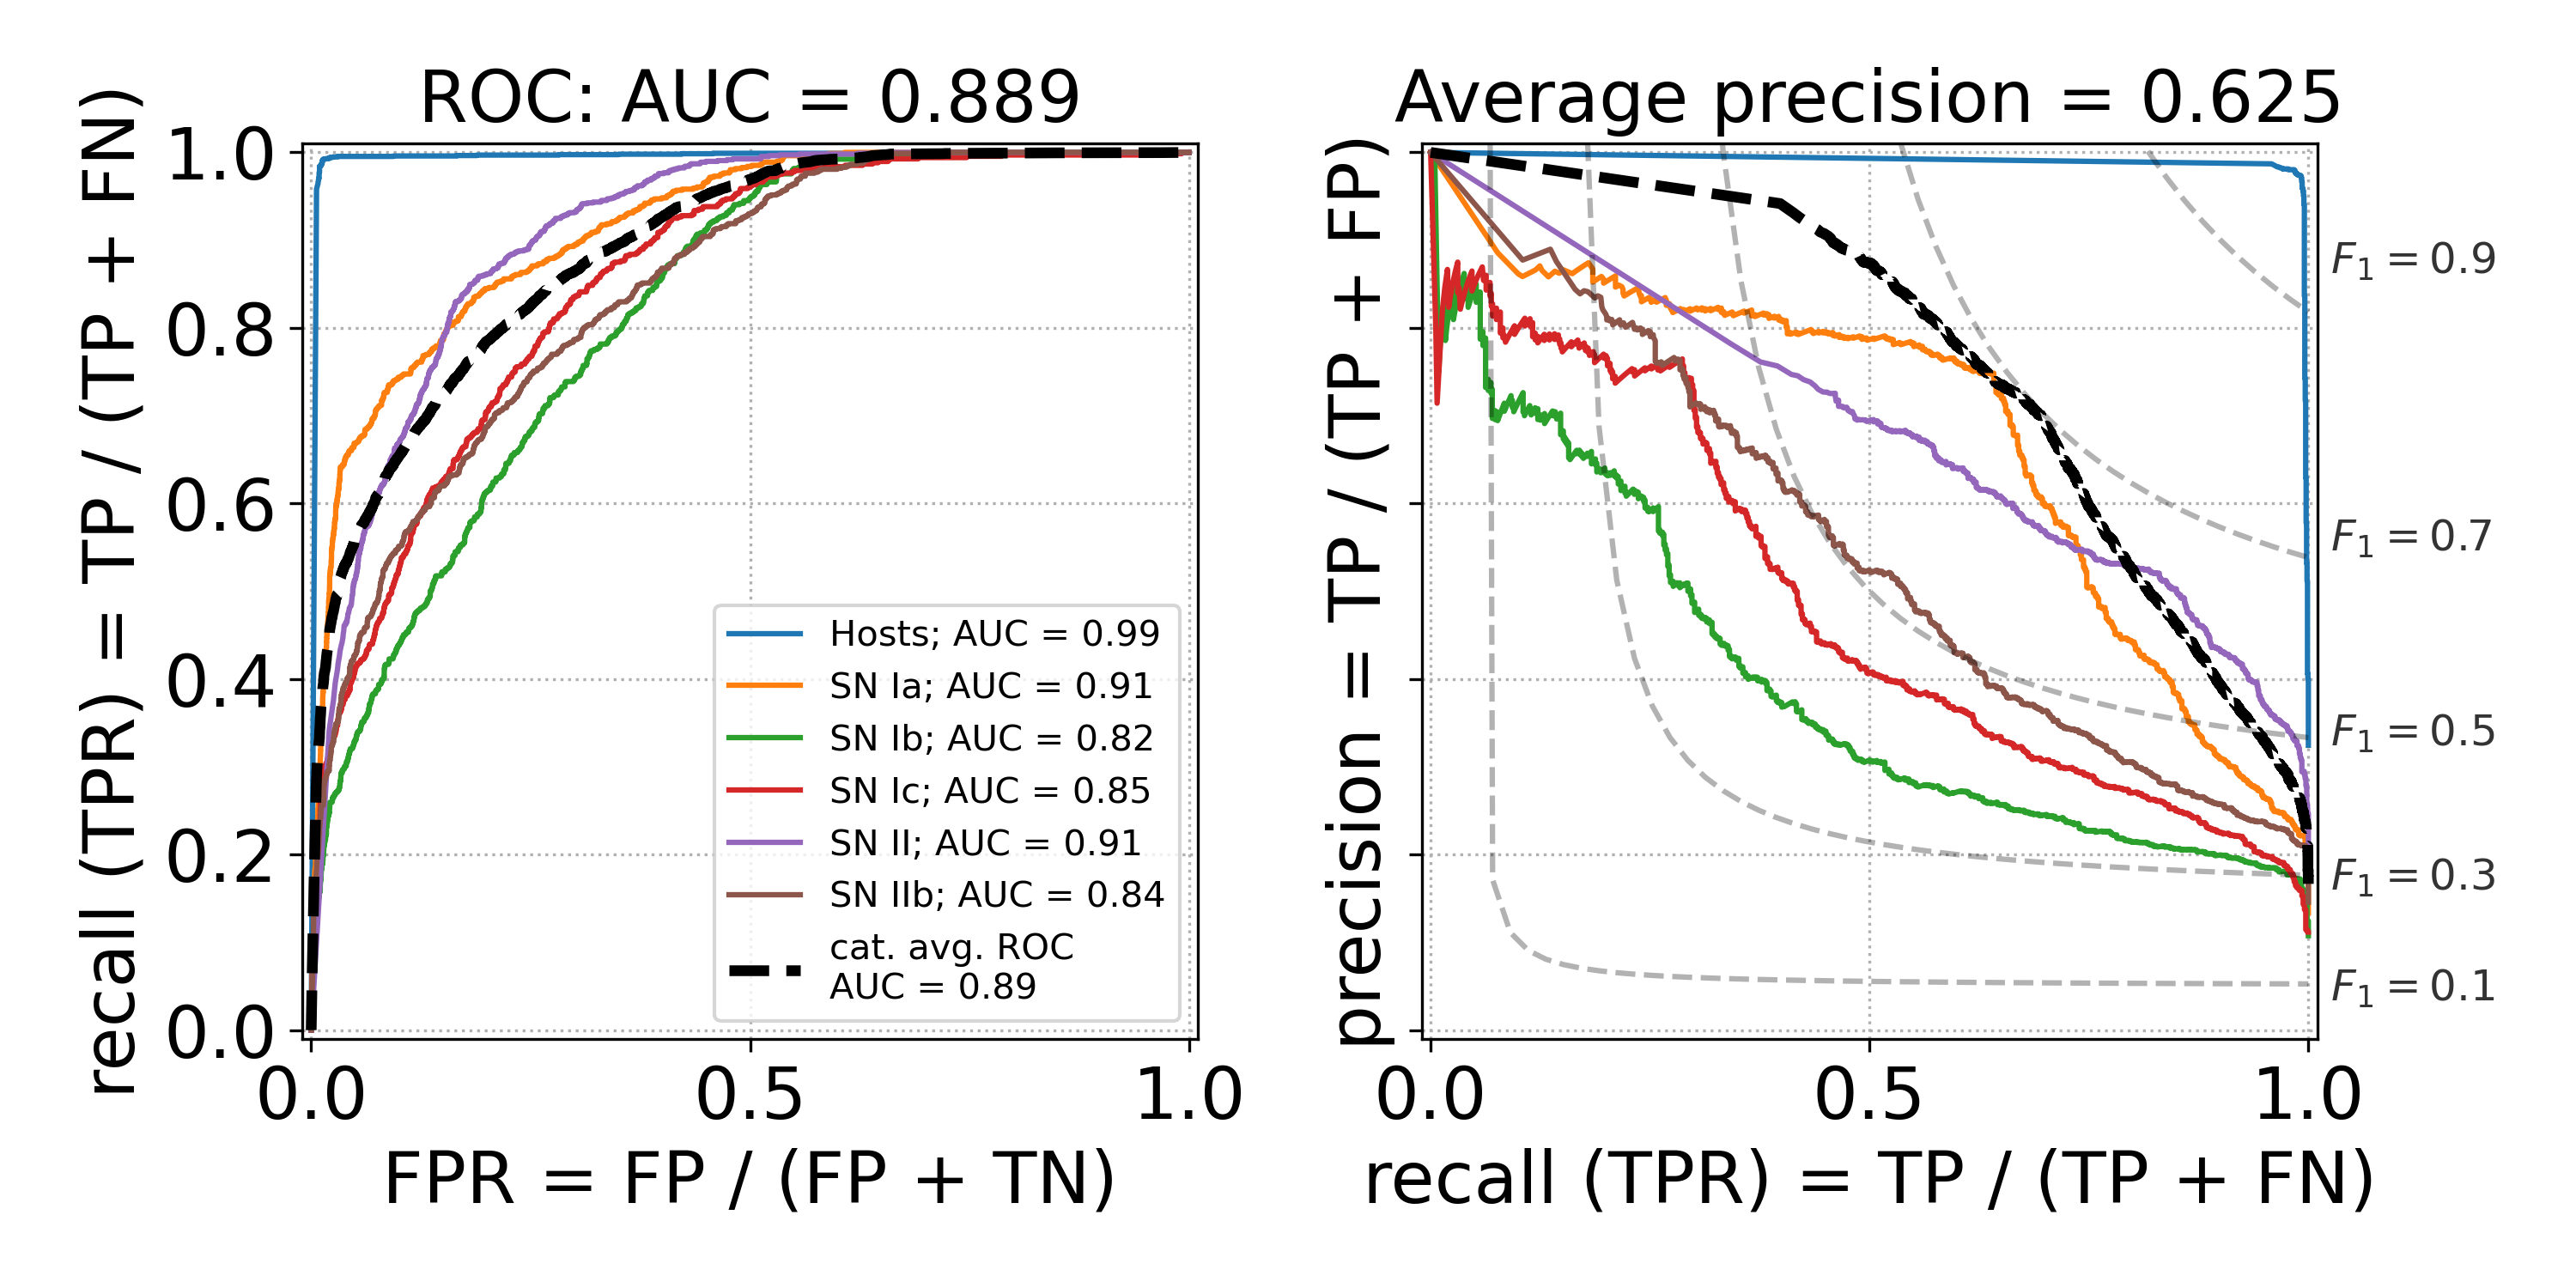 ROC: AUC = 0.889
recall (TPR) = TP / (TP + FN)
1.0
0.8
0.6
0.4
0.2
0.0
0.0
0.5
1.0
FPR = FP / (FP + TN)
Hosts; AUC = 0.99
SN Ia; AUC = 0.91
SN Ib; AUC = 0.82
SN Ic; AUC = 0.85
SN II; AUC = 0.91
SN IIb; AUC = 0.84
cat. avg. ROC
AUC = 0.89
Average precision = 0.625
precision = TP / (TP + FP)
F₁ = 0.9
F₁ = 0.7
F₁ = 0.5
F₁ = 0.3
F₁ = 0.1
0.0
0.5
1.0
recall (TPR) = TP / (TP + FN)